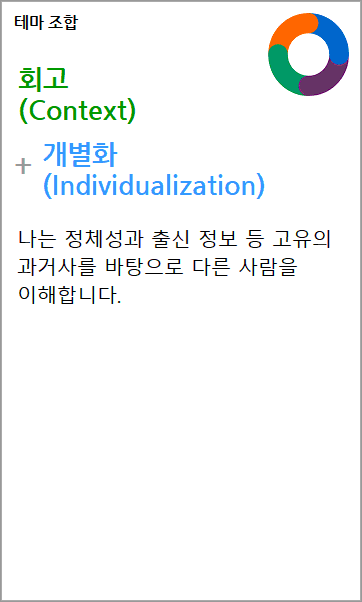 테마 조합
회고
(Context)
+ 개별화
(Individualization)
나는 정체성과 출신 정보 등 고유의
과거사를 바탕으로 다른 사람을
이해합니다.